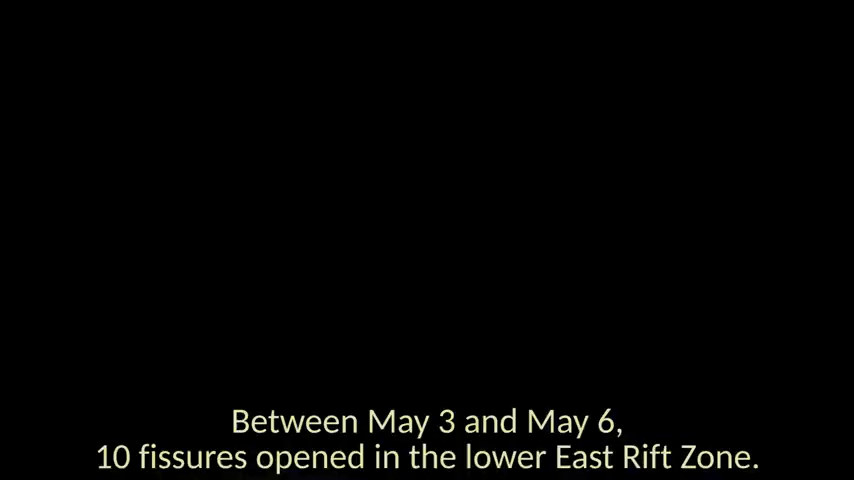 Between May 3 and May 6,
10 fissures opened in the lower East Rift Zone.